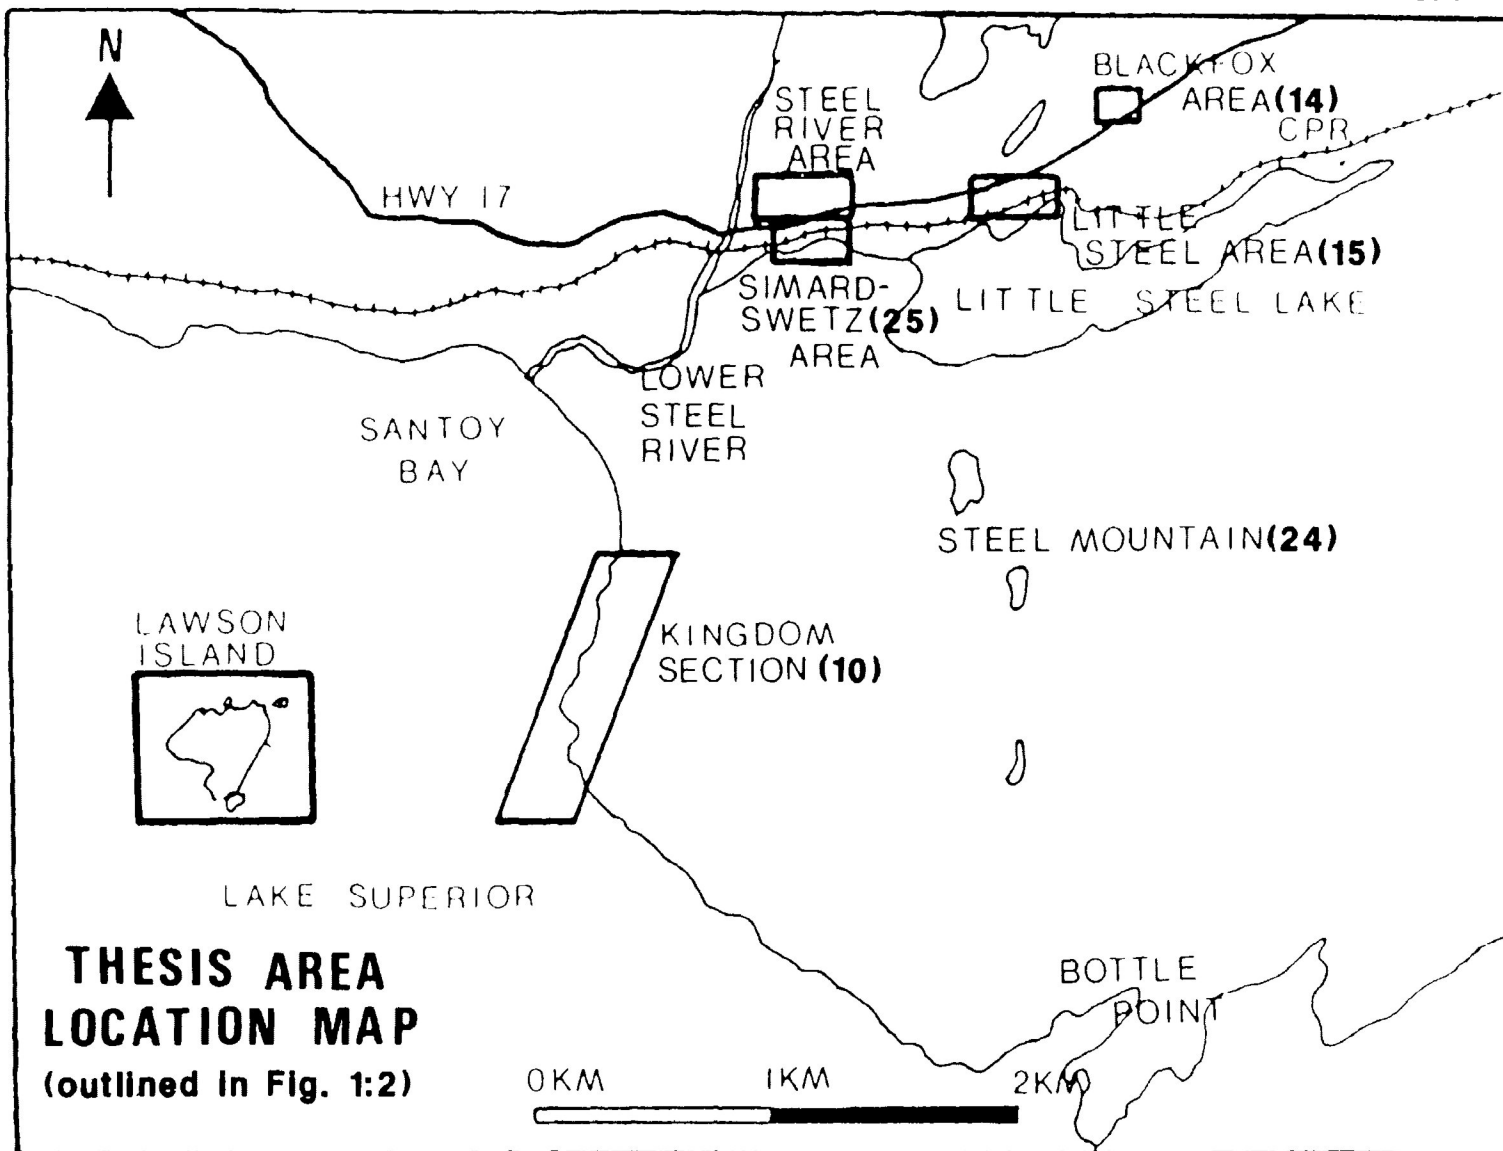 N
BLACKFOX
AREA(14)
STEEL
RIVER
AREA
CPR
HWY 17
LITTLE
STEEL AREA(15)
SIMARD-
SWETZ(25)
AREA
LITTLE STEEL LAKE
LOWER
STEEL
RIVER
SANTOY
BAY
STEEL MOUNTAIN(24)
LAWSON
ISLAND
KINGDOM
SECTION (10)
LAKE SUPERIOR
THESIS AREA
LOCATION MAP
(outlined in Fig. 1:2)
BOTTLE
POINT
0KM 1KM 2KM